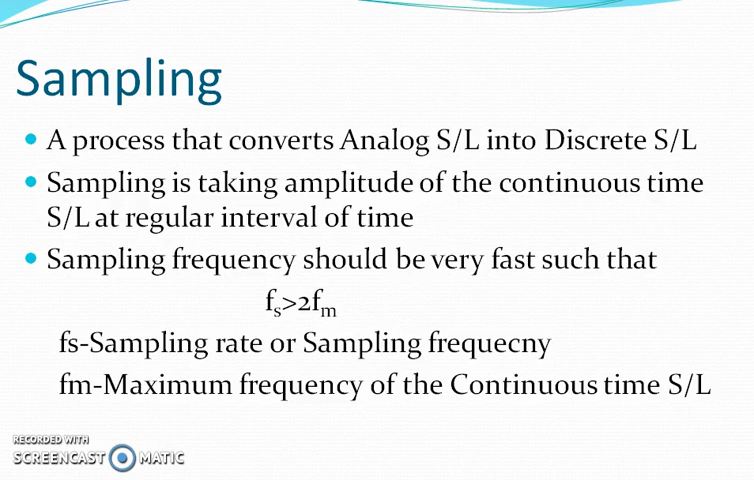 Sampling
• A process that converts Analog S/L into Discrete S/L
• Sampling is taking amplitude of the continuous time
S/L at regular interval of time
• Sampling frequency should be very fast such that
fs>2fm
fs-Sampling rate or Sampling frequecny
fm-Maximum frequency of the Continuous time S/L
RECORDED WITH
SCREENCAST MATIC